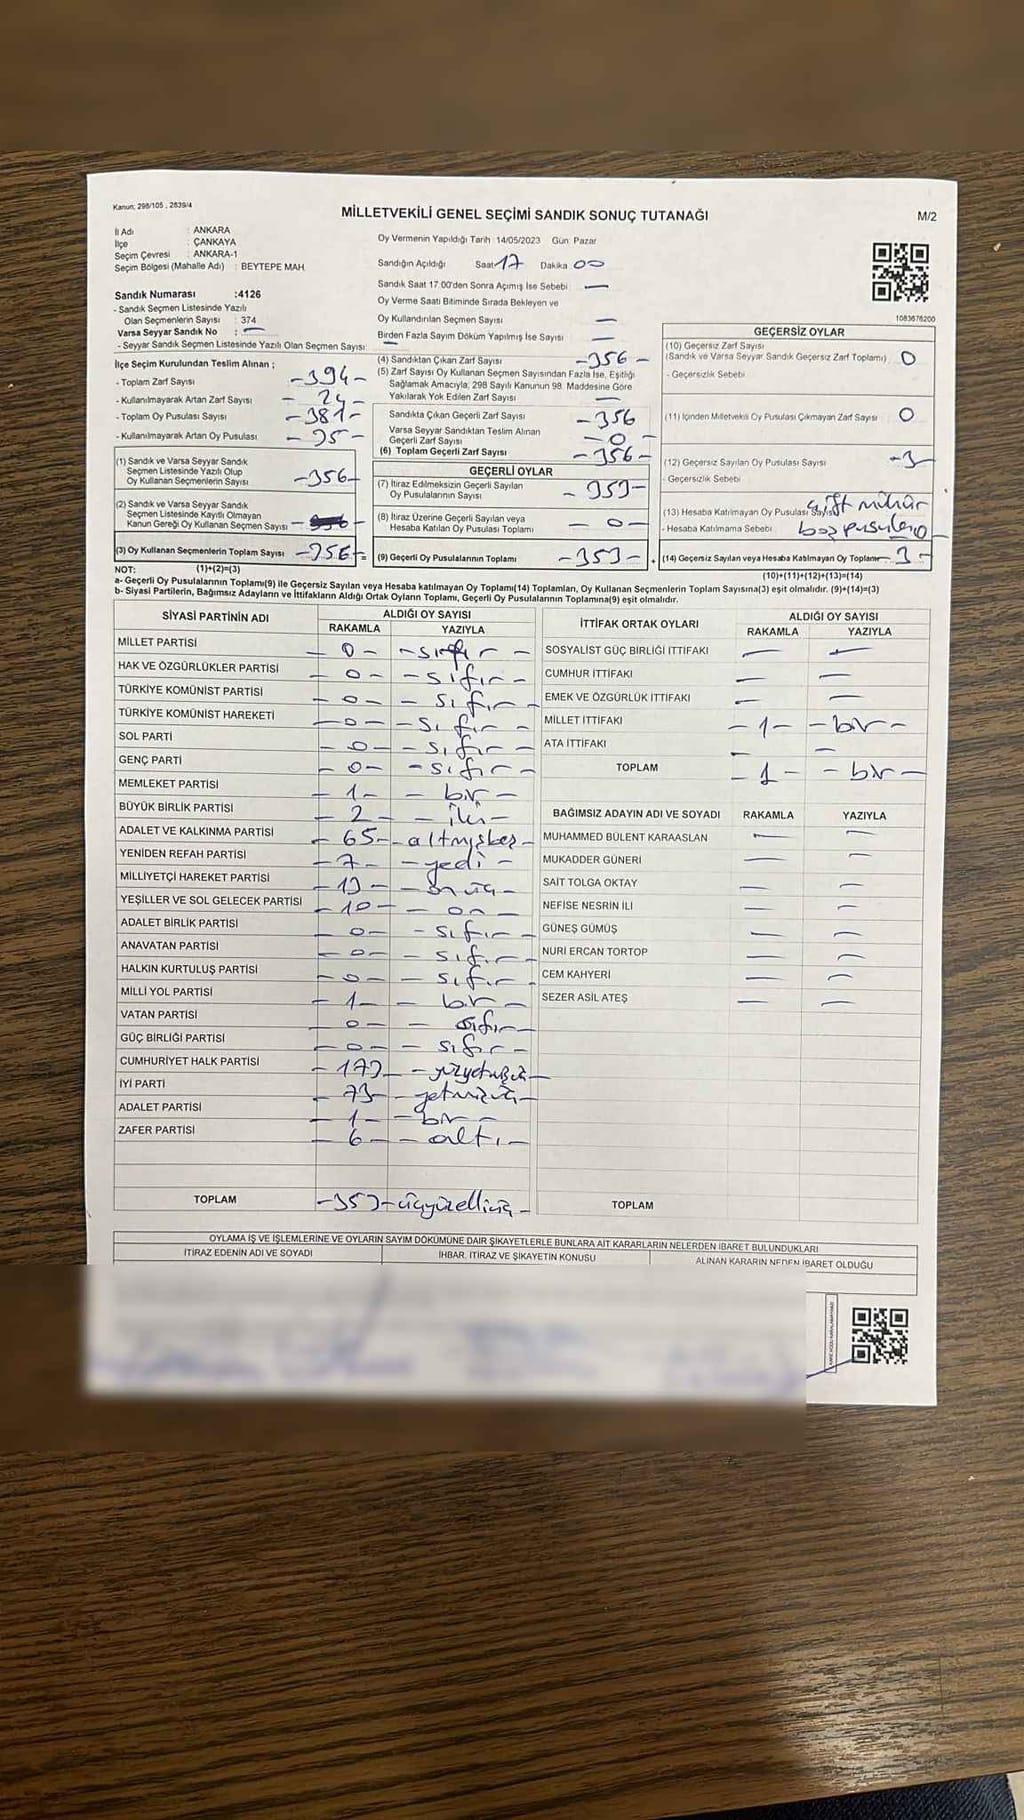 Kanun: 298/105 , 2839/4
MİLLETVEKİLİ GENEL SEÇİMİ SANDIK SONUÇ TUTANAĞI
M/2
İl Adı : ANKARA
İlçe : ÇANKAYA
Seçim Çevresi : ANKARA-1
Seçim Bölgesi (Mahalle Adı) : BEYTEPE MAH.
Oy Vermenin Yapıldığı Tarih :14/05/2023 Gün: Pazar
Sandığın Açıldığı Saat 17 Dakika 00
Sandık Saat 17:00'den Sonra Açımış İse Sebebi —
Oy Verme Saati Bitiminde Sırada Bekleyen ve
Oy Kullandırılan Seçmen Sayısı —
Birden Fazla Sayım Döküm Yapılmış İse Sayısı —
1083676200
Sandık Numarası :4126
- Sandık Seçmen Listesinde Yazılı
Olan Seçmenlerin Sayısı : 374
Varsa Seyyar Sandık No : —
- Seyyar Sandık Seçmen Listesinde Yazılı Olan Seçmen Sayısı: —
İlçe Seçim Kurulundan Teslim Alınan ;
- Toplam Zarf Sayısı -394-
- Kullanılmayarak Artan Zarf Sayısı
- Toplam Oy Pusulası Sayısı -381-
- Kullanılmayarak Artan Oy Pusulası
(1) Sandık ve Varsa Seyyar Sandık
Seçmen Listesinde Yazılı Olup
Oy Kullanan Seçmenlerin Sayısı -356-
(2) Sandık ve Varsa Seyyar Sandık
Seçmen Listesinde Kayıtlı Olmayan
Kanun Gereği Oy Kullanan Seçmen Sayısı
(3) Oy Kullanan Seçmenlerin Toplam Sayısı -356-
(1)+(2)=(3)
(4) Sandıktan Çıkan Zarf Sayısı -356-
(5) Zarf Sayısı Oy Kullanan Seçmen Sayısından Fazla İse, Eşitliği
Sağlamak Amacıyla, 298 Sayılı Kanunun 98. Maddesine Göre
Yakılarak Yok Edilen Zarf Sayısı —
Sandıkta Çıkan Geçerli Zarf Sayısı -356
Varsa Seyyar Sandıktan Teslim Alınan
Geçerli Zarf Sayısı -0-
(6) Toplam Geçerli Zarf Sayısı -356-
GEÇERLİ OYLAR
(7) İtiraz Edilmeksizin Geçerli Sayılan
Oy Pusulalarının Sayısı -353-
(8) İtiraz Üzerine Geçerli Sayılan veya
Hesaba Katılan Oy Pusulası Toplamı -0-
(9) Geçerli Oy Pusulalarının Toplamı -353-
GEÇERSİZ OYLAR
(10) Geçersiz Zarf Sayısı
(Sandık ve Varsa Seyyar Sandık Geçersiz Zarf Toplamı) 0
- Geçersizlik Sebebi
(11) İçinden Milletvekili Oy Pusulası Çıkmayan Zarf Sayısı 0
(12) Geçersiz Sayılan Oy Pusulası Sayısı -3
- Geçersizlik Sebebi
(13) Hesaba Katılmayan Oy Pusulası Sayısı çift mühür
- Hesaba Katılmama Sebebi boş pusula
(14) Geçersiz Sayılan veya Hesaba Katılmayan Oy Toplamı -3-
(10)+(11)+(12)+(13)=(14)
NOT:
a- Geçerli Oy Pusulalarının Toplamı(9) ile Geçersiz Sayılan veya Hesaba katılmayan Oy Toplamı(14) Toplamları, Oy Kullanan Seçmenlerin Toplam Sayısına(3) eşit olmalıdır. (9)+(14)=(3)
b- Siyasi Partilerin, Bağımsız Adayların ve İttifakların Aldığı Ortak Oyların Toplamı, Geçerli Oy Pusulalarının Toplamına(9) eşit olmalıdır.
SİYASİ PARTİNİN ADI ALDIĞI OY SAYISI
RAKAMLA YAZIYLA
MİLLET PARTİSİ -0- -sıfır-
HAK VE ÖZGÜRLÜKLER PARTİSİ -0- -sıfır-
TÜRKİYE KOMÜNİST PARTİSİ -0- -sıfır-
TÜRKİYE KOMÜNİST HAREKETİ -0- -sıfır-
SOL PARTİ -0- -sıfır-
GENÇ PARTİ -0- -sıfır-
MEMLEKET PARTİSİ -1- -bir-
BÜYÜK BİRLİK PARTİSİ -2- -iki-
ADALET VE KALKINMA PARTİSİ -65- -altmışbeş-
YENİDEN REFAH PARTİSİ -7- -yedi-
MİLLİYETÇİ HAREKET PARTİSİ -13- -onüç-
YEŞİLLER VE SOL GELECEK PARTİSİ -10- -on-
ADALET BİRLİK PARTİSİ -0- -sıfır-
ANAVATAN PARTİSİ -0- -sıfır-
HALKIN KURTULUŞ PARTİSİ -0- -sıfır-
MİLLİ YOL PARTİSİ -1- -bir-
VATAN PARTİSİ -0- -sıfır-
GÜÇ BİRLİĞİ PARTİSİ -0- -sıfır-
CUMHURİYET HALK PARTİSİ -173- -yüzyetmişüç-
İYİ PARTİ -73- -yetmişüç-
ADALET PARTİSİ -1- -bir-
ZAFER PARTİSİ -6- -altı-
TOPLAM -353- üçyüzelliüç-
İTTİFAK ORTAK OYLARI ALDIĞI OY SAYISI
RAKAMLA YAZIYLA
SOSYALİST GÜÇ BİRLİĞİ İTTİFAKI — —
CUMHUR İTTİFAKI — —
EMEK VE ÖZGÜRLÜK İTTİFAKI — —
MİLLET İTTİFAKI -1- -bir-
ATA İTTİFAKI — —
TOPLAM -1- -bir-
BAĞIMSIZ ADAYIN ADI VE SOYADI RAKAMLA YAZIYLA
MUHAMMED BÜLENT KARAASLAN — —
MUKADDER GÜNERİ — —
SAİT TOLGA OKTAY — —
NEFİSE NESRİN İLİ — —
GÜNEŞ GÜMÜŞ — —
NURİ ERCAN TORTOP — —
CEM KAHYERİ — —
SEZER ASİL ATEŞ — —
TOPLAM
OYLAMA İŞ VE İŞLEMLERİNE VE OYLARIN SAYIM DÖKÜMÜNE DAİR ŞİKAYETLERLE BUNLARA AİT KARARLARIN NELERDEN İBARET BULUNDUKLARI
İTİRAZ EDENİN ADI VE SOYADI İHBAR, İTİRAZ VE ŞİKAYETİN KONUSU ALINAN KARARIN NEDEN İBARET OLDUĞU